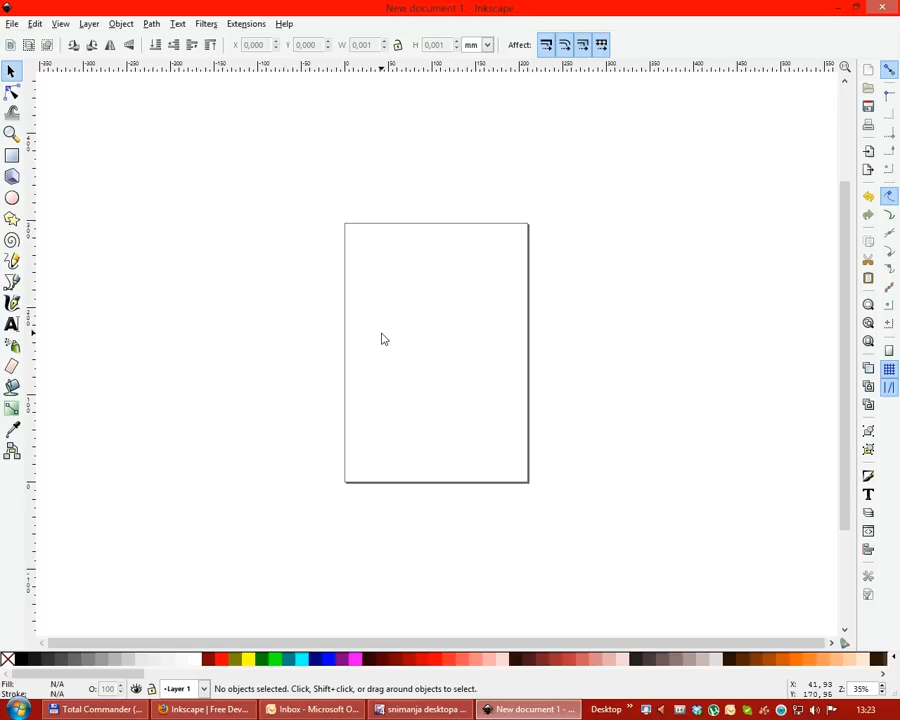 New document 1 - Inkscape
File Edit View Layer Object Path Text Filters Extensions Help
X 0,000 Y 0,000 W 0,001 H 0,001 mm Affect:
Fill: N/A
Stroke: N/A
O: 100
Layer 1
No objects selected. Click, Shift+click, or drag around objects to select.
X: 41,93
Y: 170,95
Z: 35%
Total Commander (...
Inkscape | Free Dev...
Inbox - Microsoft O...
snimanja desktopa ...
New document 1 - ...
Desktop
13:23